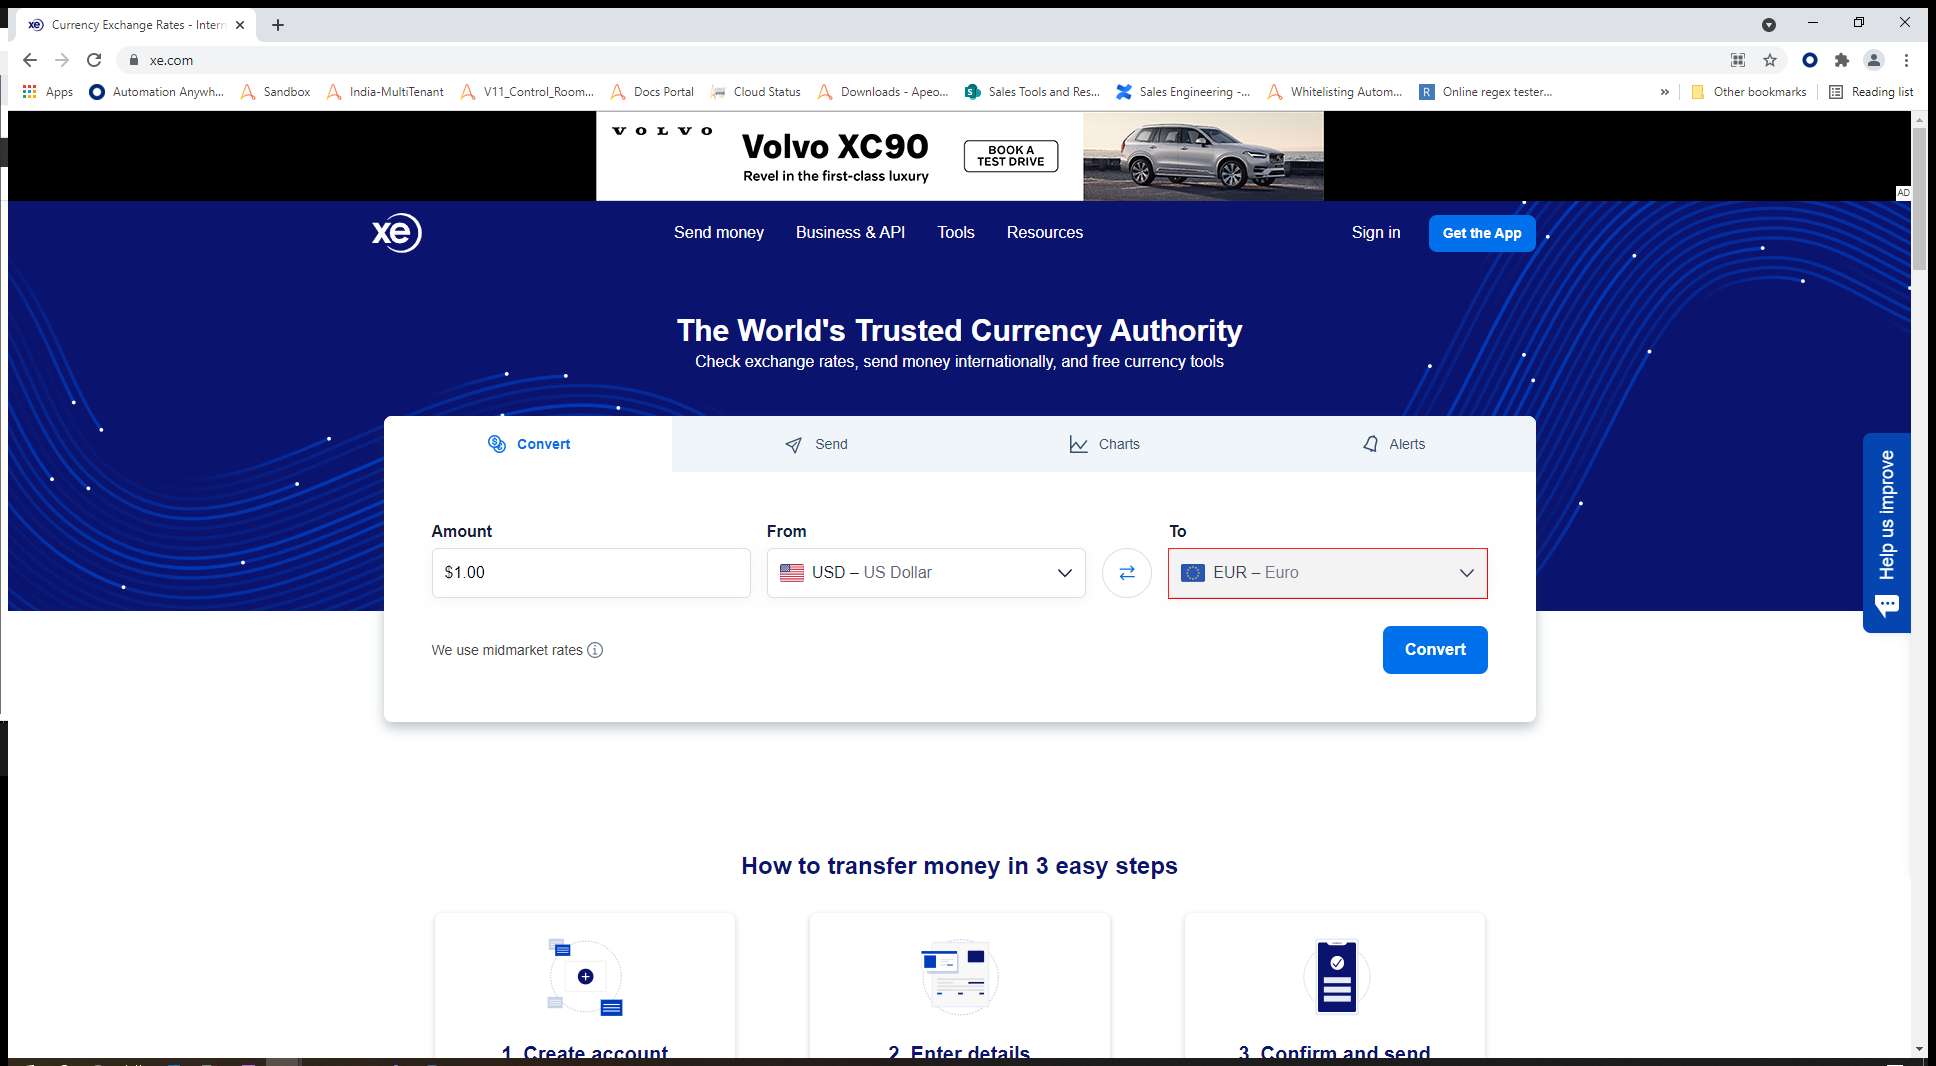 xe Currency Exchange Rates - Intern
xe.com
Apps Automation Anywh... Sandbox India-MultiTenant V11_Control_Room... Docs Portal Cloud Status Downloads - Apeo... Sales Tools and Res... Sales Engineering -... Whitelisting Autom... R Online regex tester... » Other bookmarks Reading list
VOLVO
Volvo XC90
Revel in the first-class luxury
BOOK A
TEST DRIVE
AD
xe Send money Business & API Tools Resources Sign in Get the App
The World's Trusted Currency Authority
Check exchange rates, send money internationally, and free currency tools
Convert Send Charts Alerts
Help us improve
Amount From To
$1.00 USD – US Dollar EUR – Euro
We use midmarket rates Convert
How to transfer money in 3 easy steps
1. Create account 2. Enter details 3. Confirm and send